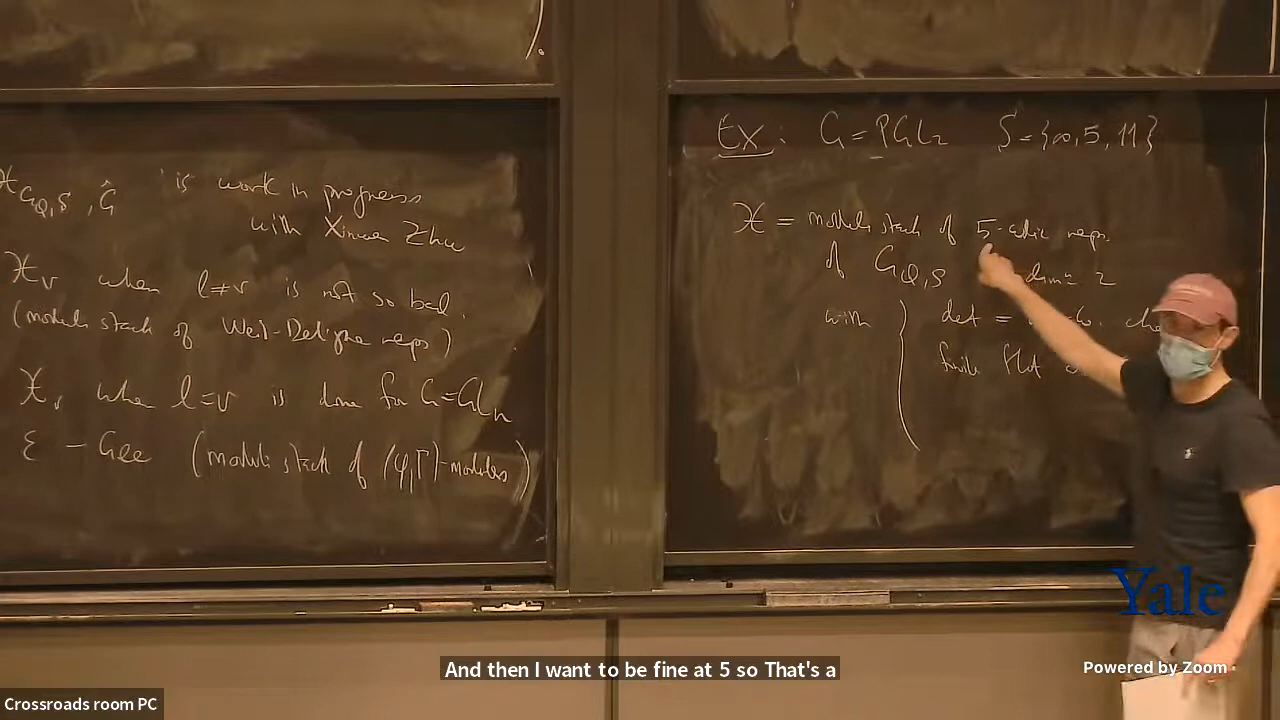 X_{G_{Q,S}, Ĝ} is work in progress
with Xinwen Zhu
X_v when l≠v is not so bad.
(moduli stack of Weil-Deligne reps)
X_v when l=v is done for G=GL_n
E - Gee (moduli stack of (φ,Γ)-modules)
Ex: G=PGL_2 S={∞,5,11}
X = moduli stack of 5-adic reps.
of G_{Q,S} dim= 2
with det =
finite flat
Yale
And then I want to be fine at 5 so That's a
Powered by Zoom
Crossroads room PC